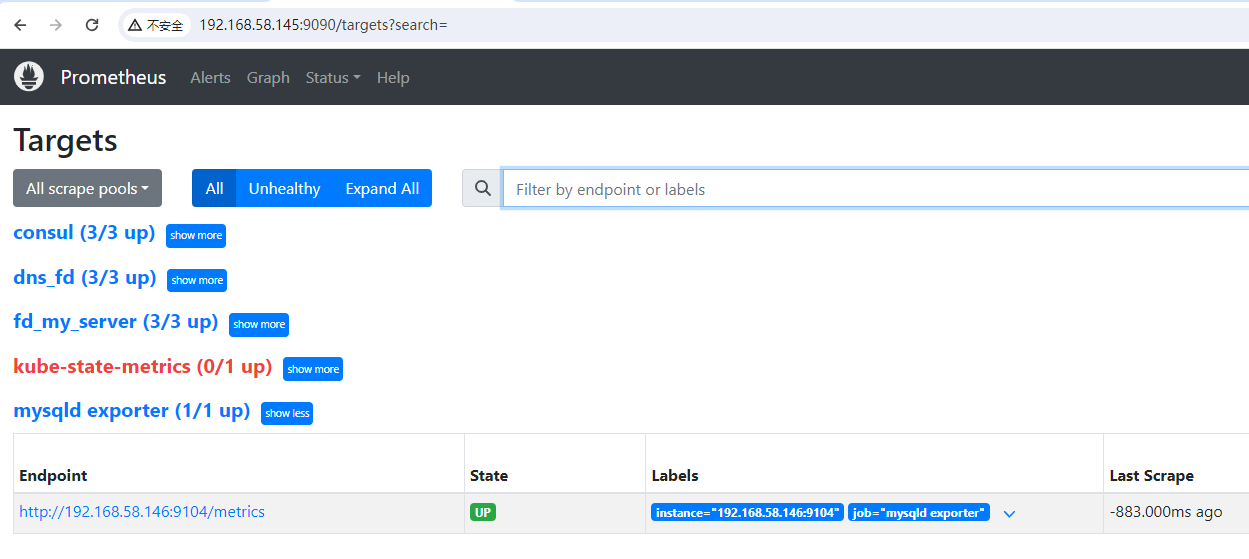 不安全 192.168.58.145:9090/targets?search=
Prometheus Alerts Graph Status Help
Targets
All scrape pools All Unhealthy Expand All Filter by endpoint or labels
consul (3/3 up) show more
dns_fd (3/3 up) show more
fd_my_server (3/3 up) show more
kube-state-metrics (0/1 up) show more
mysqld exporter (1/1 up) show less
Endpoint State Labels Last Scrape
http://192.168.58.146:9104/metrics UP instance="192.168.58.146:9104" job="mysqld exporter" -883.000ms ago